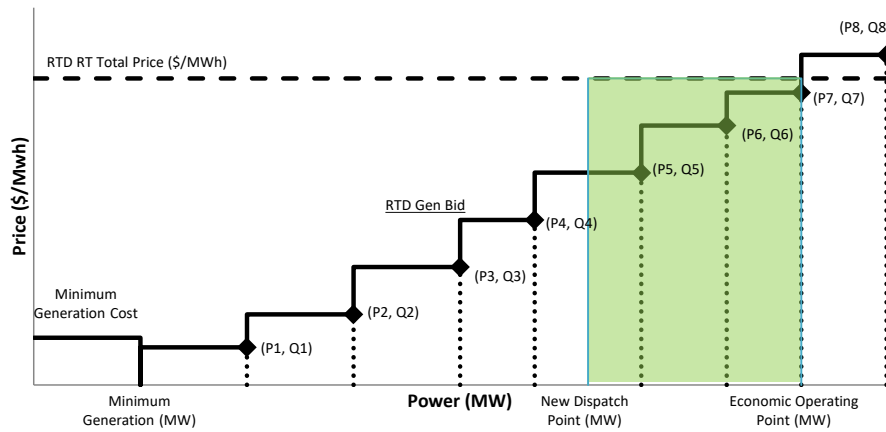 (P8, Q8
RTD RT Total Price ($/MWh)
(P7, Q7)
(P6, Q6)
(P5, Q5)
RTD Gen Bid
(P4, Q4)
(P3, Q3)
Minimum
Generation Cost
(P2, Q2)
(P1, Q1)
Price ($/Mwh)
Minimum
Generation (MW)
Power (MW)
New Dispatch
Point (MW)
Economic Operating
Point (MW)